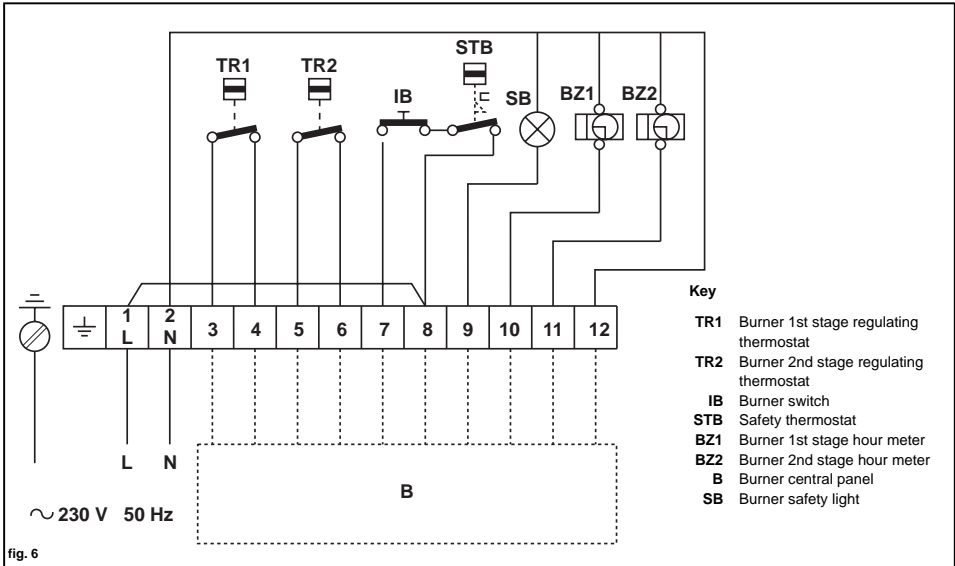 STB
TR1 TR2
IB SB BZ1 BZ2
Key
1 2
L N 3 4 5 6 7 8 9 10 11 12
TR1 Burner 1st stage regulating
thermostat
TR2 Burner 2nd stage regulating
thermostat
IB Burner switch
STB Safety thermostat
BZ1 Burner 1st stage hour meter
BZ2 Burner 2nd stage hour meter
B Burner central panel
SB Burner safety light
L N
B
~ 230 V 50 Hz
fig. 6